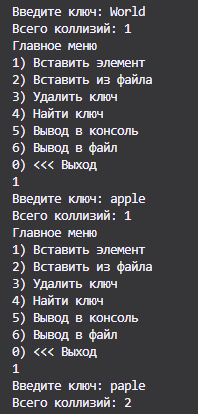 Введите ключ: World
Всего коллизий: 1
Главное меню
1) Вставить элемент
2) Вставить из файла
3) Удалить ключ
4) Найти ключ
5) Вывод в консоль
6) Вывод в файл
0) <<< Выход
1
Введите ключ: apple
Всего коллизий: 1
Главное меню
1) Вставить элемент
2) Вставить из файла
3) Удалить ключ
4) Найти ключ
5) Вывод в консоль
6) Вывод в файл
0) <<< Выход
1
Введите ключ: paple
Всего коллизий: 2